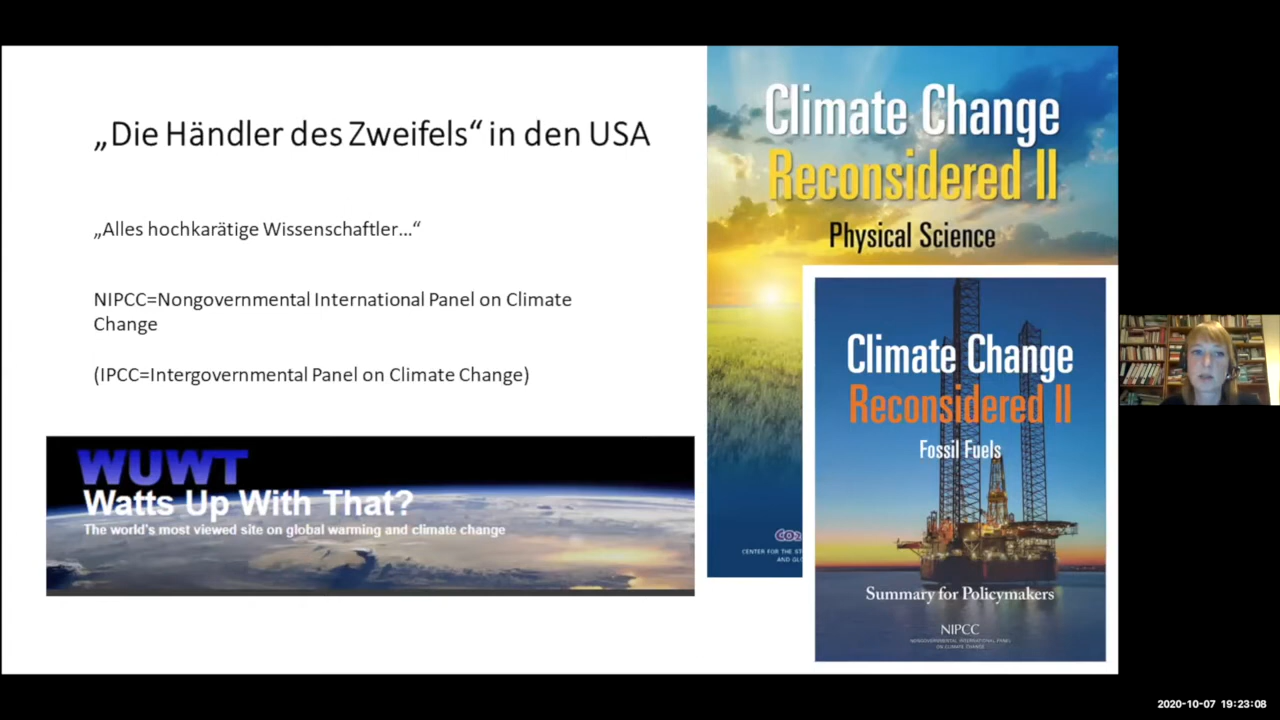 „Die Händler des Zweifels“ in den USA
„Alles hochkarätige Wissenschaftler...“
NIPCC=Nongovernmental International Panel on Climate
Change
(IPCC=Intergovernmental Panel on Climate Change)
WUWT
Watts Up With That?
The world's most viewed site on global warming and climate change
Climate Change
Reconsidered II
Physical Science
CO2
CENTER FOR THE
AND
Climate Change
Reconsidered II
Fossil Fuels
Summary for Policymakers
NIPCC
NONGOVERNMENTAL INTERNATIONAL PANEL
ON CLIMATE CHANGE
2020-10-07 19:23:08